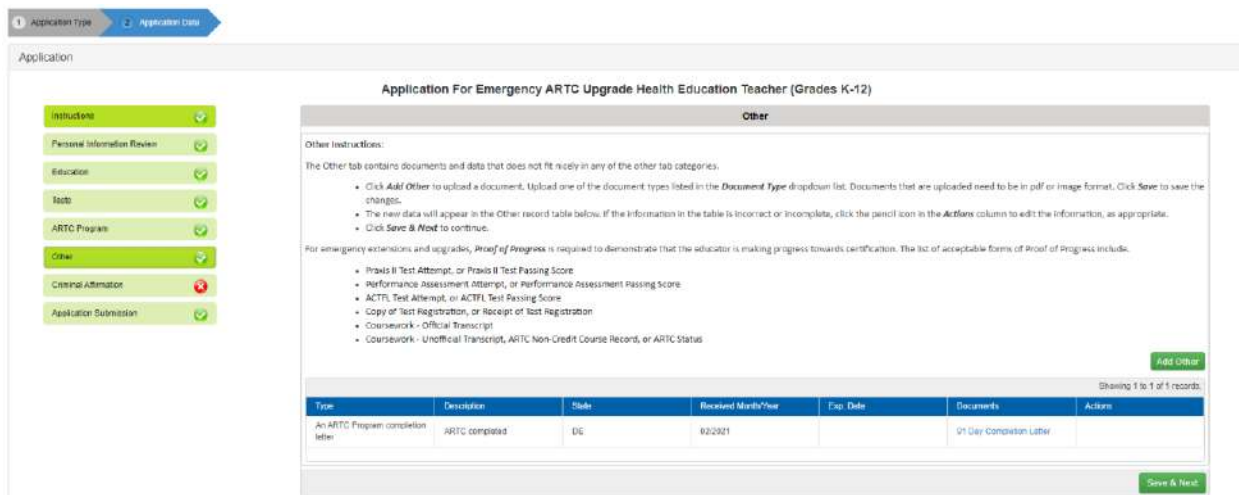 1 Application Type 2 Application Data
Application
Application For Emergency ARTC Upgrade Health Education Teacher (Grades K-12)
Instructions
Personal Information Review
Education
Tests
ARTC Program
Other
Criminal Affirmation
Application Submission
Other
Other Instructions:
The Other tab contains documents and data that does not fit nicely in any of the other tab categories.
• Click Add Other to upload a document. Upload one of the document types listed in the Document Type dropdown list. Documents that are uploaded need to be in pdf or image format. Click Save to save the
changes.
• The new data will appear in the Other record table below. If the information in the table is incorrect or incomplete, click the pencil icon in the Actions column to edit the information, as appropriate.
• Click Save & Next to continue.
For emergency extensions and upgrades, Proof of Progress is required to demonstrate that the educator is making progress towards certification. The list of acceptable forms of Proof of Progress include.
• Praxis II Test Attempt, or Praxis II Test Passing Score
• Performance Assessment Attempt, or Performance Assessment Passing Score
• ACTFL Test Attempt, or ACTFL Test Passing Score
• Copy of Test Registration, or Receipt of Test Registration
• Coursework - Official Transcript
• Coursework - Unofficial Transcript, ARTC Non-Credit Course Record, or ARTC Status
Add Other
Showing 1 to 1 of 1 records.
Type Description State Received Month/Year Exp. Date Documents Actions
An ARTC Program completion
letter
ARTC completed DE 02/2021 91 Day Completion Letter
Save & Next